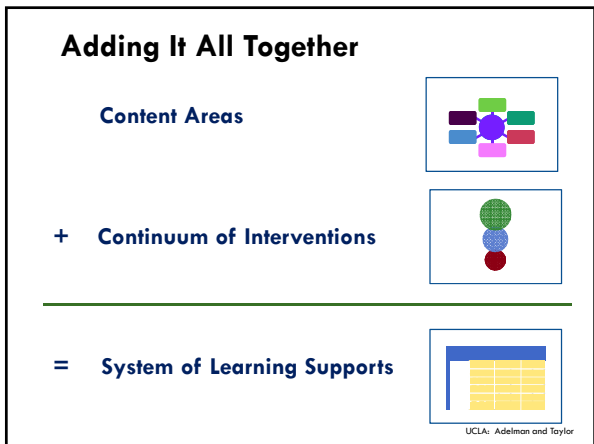 Adding It All Together
Content Areas
+ Continuum of Interventions
= System of Learning Supports
UCLA: Adelman and Taylor